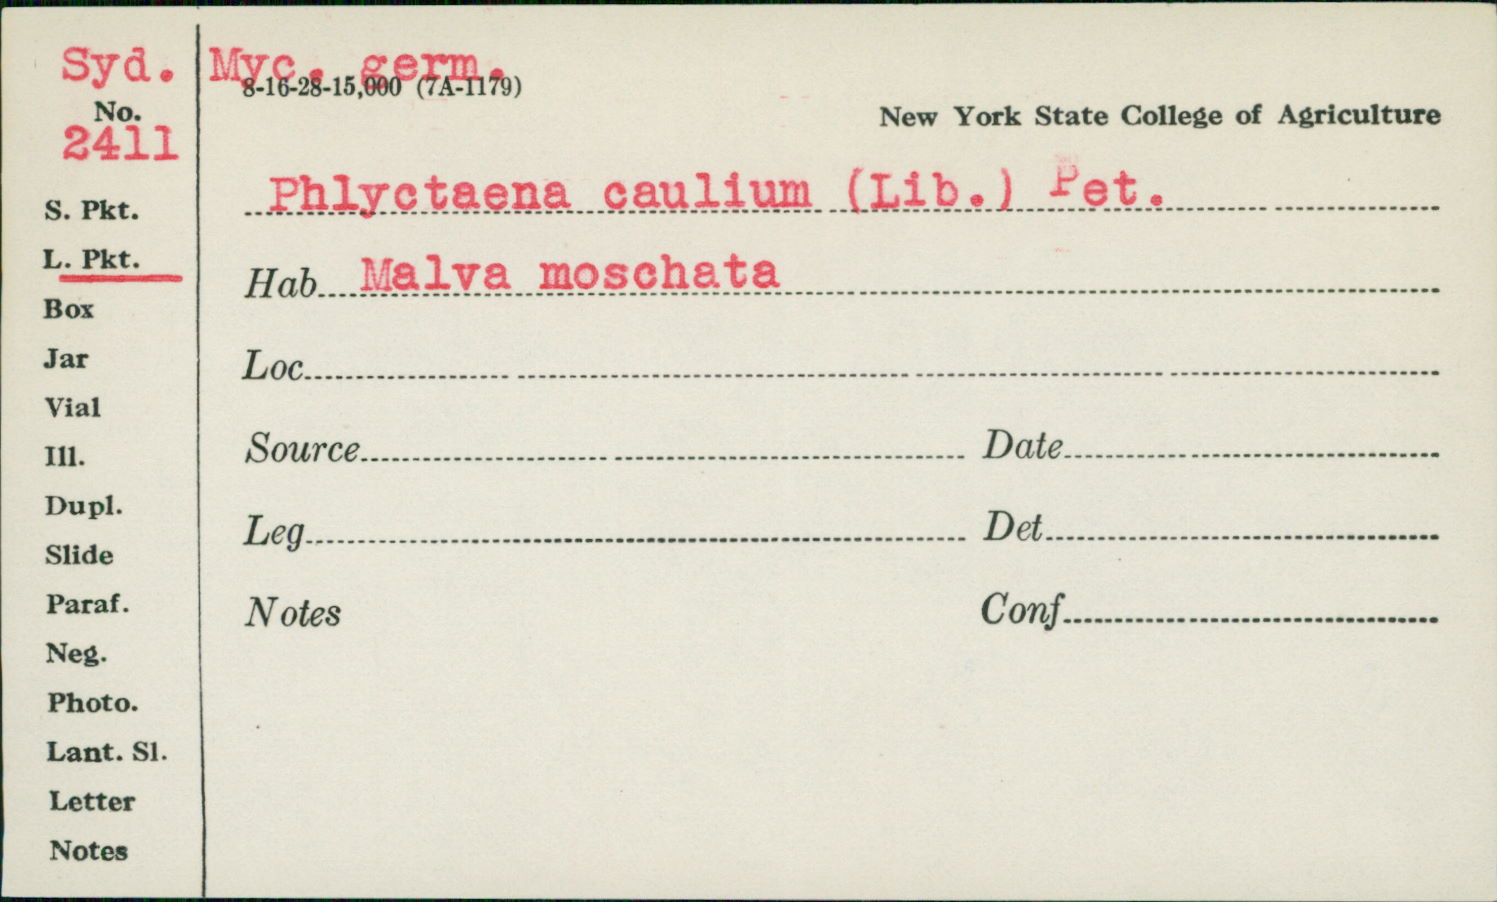 Syd. Myc. germ.
8-16-28-15,000 (7A-1179)
No.
2411
New York State College of Agriculture
Phlyctaena caulium (Lib.) Pet.
S. Pkt.
L. Pkt.
Hab. Malva moschata
Box
Jar
Loc.
Vial
Ill.
Source Date
Dupl.
Slide
Leg. Det.
Paraf.
Notes Conf.
Neg.
Photo.
Lant. Sl.
Letter
Notes